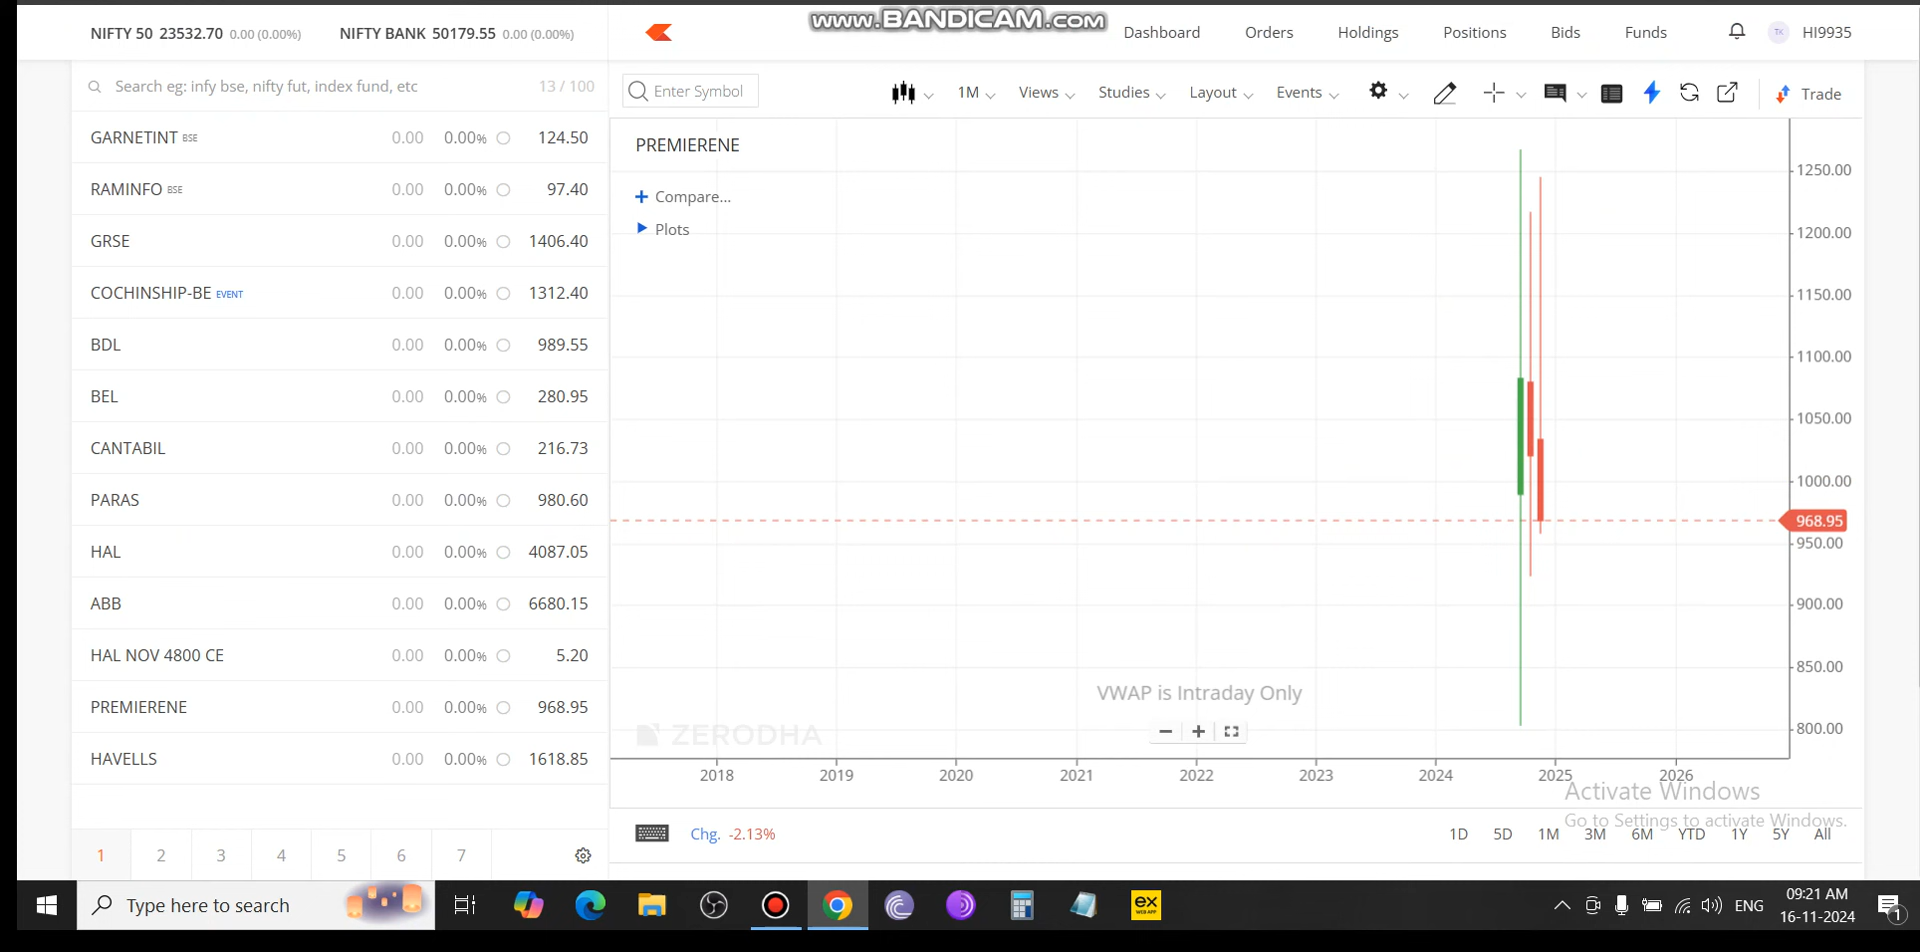 www.BANDICAM.com
NIFTY 50 23532.70 0.00 (0.00%) NIFTY BANK 50179.55 0.00 (0.00%)
Dashboard Orders Holdings Positions Bids Funds TK HI9935
Search eg: infy bse, nifty fut, index fund, etc 13 / 100
Enter Symbol 1M Views Studies Layout Events Trade
GARNETINT BSE 0.00 0.00% 124.50
RAMINFO BSE 0.00 0.00% 97.40
GRSE 0.00 0.00% 1406.40
COCHINSHIP-BE EVENT 0.00 0.00% 1312.40
BDL 0.00 0.00% 989.55
BEL 0.00 0.00% 280.95
CANTABIL 0.00 0.00% 216.73
PARAS 0.00 0.00% 980.60
HAL 0.00 0.00% 4087.05
ABB 0.00 0.00% 6680.15
HAL NOV 4800 CE 0.00 0.00% 5.20
PREMIERENE 0.00 0.00% 968.95
HAVELLS 0.00 0.00% 1618.85
1 2 3 4 5 6 7
PREMIERENE
Compare...
Plots
1250.00
1200.00
1150.00
1100.00
1050.00
1000.00
968.95
950.00
900.00
850.00
800.00
VWAP is Intraday Only
ZERODHA
2018 2019 2020 2021 2022 2023 2024 2025 2026
Activate Windows
Go to Settings to activate Windows.
Chg. -2.13% 1D 5D 1M 3M 6M YTD 1Y 5Y All
Type here to search
ex
WEB APP
ENG
09:21 AM
16-11-2024
1